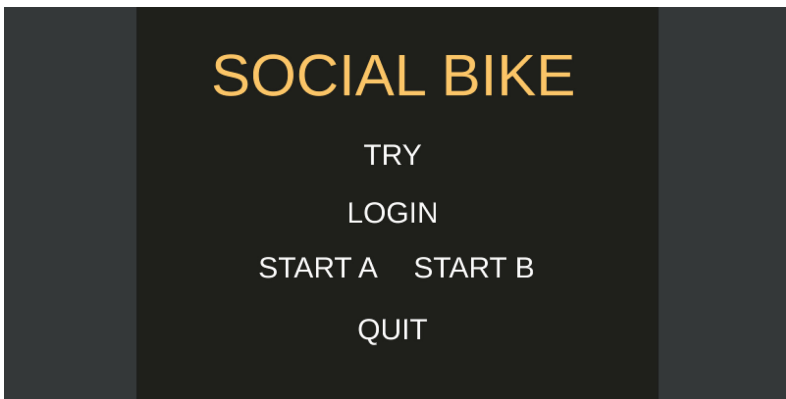 SOCIAL BIKE
TRY
LOGIN
START A START B
QUIT